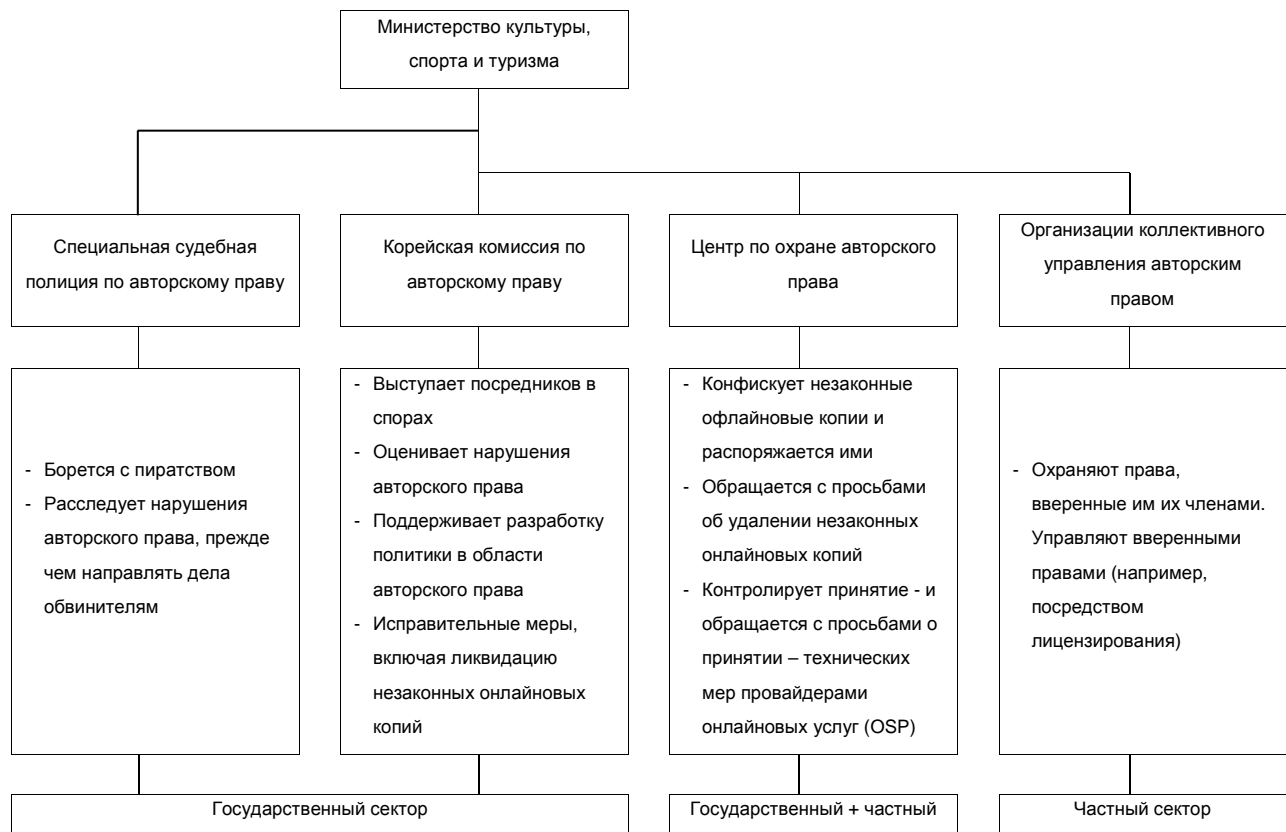 Министерство культуры,
спорта и туризма
Специальная судебная
полиция по авторскому праву
Корейская комиссия по
авторскому праву
Центр по охране авторского
права
Организации коллективного
управления авторским
правом
- Борется с пиратством
- Расследует нарушения
авторского права, прежде
чем направлять дела
обвинителям
- Выступает посредников в
спорах
- Оценивает нарушения
авторского права
- Поддерживает разработку
политики в области
авторского права
- Исправительные меры,
включая ликвидацию
незаконных онлайновых
копий
- Конфискует незаконные
офлайновые копии и
распоряжается ими
- Обращается с просьбами
об удалении незаконных
онлайновых копий
- Контролирует принятие - и
обращается с просьбами о
принятии – технических
мер провайдерами
онлайновых услуг (OSP)
- Охраняют права,
вверенные им их членами.
Управляют вверенными
правами (например,
посредством
лицензирования)
Государственный сектор
Государственный + частный
Частный сектор